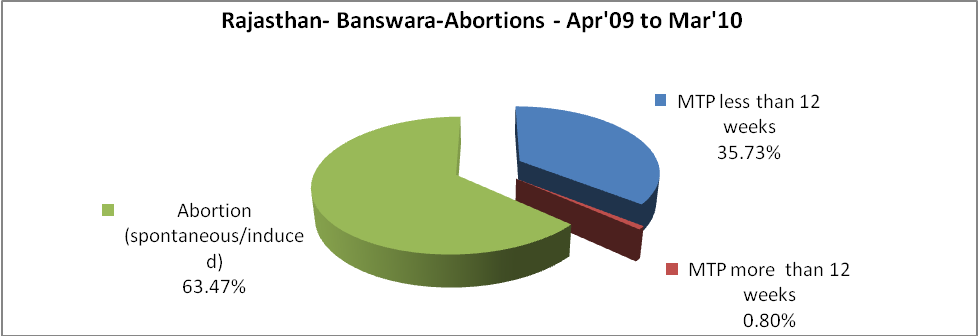 Rajasthan- Banswara-Abortions - Apr'09 to Mar'10
MTP less than 12
weeks
35.73%
Abortion
(spontaneous/induce
d)
63.47%
MTP more  than 12
weeks
0.80%